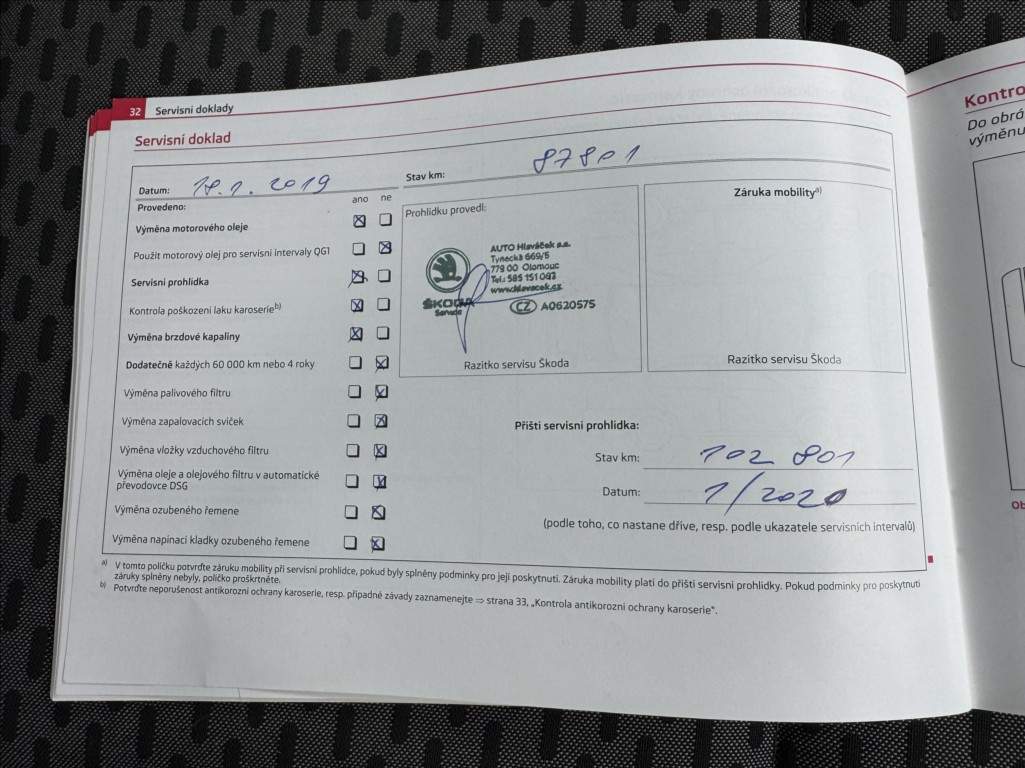 32 Servisní doklady
Servisní doklad
Datum: 18.1. 2019 Stav km: 87801
Provedeno: ano ne
Výměna motorového oleje
Použit motorový olej pro servisní intervaly QG1
Servisní prohlídka
Kontrola poškození laku karoserie b)
Výměna brzdové kapaliny
Dodatečně každých 60 000 km nebo 4 roky
Výměna palivového filtru
Výměna zapalovacích svíček
Výměna vložky vzduchového filtru
Výměna oleje a olejového filtru v automatické
převodovce DSG
Výměna ozubeného řemene
Výměna napínací kladky ozubeného řemene
Prohlídku provedl:
AUTO Hlaváček a.s.
Týnecká 669/5
779 00 Olomouc
Tel.: 585 151 063
www.hlavacek.cz
ŠKODA
Servis
CZ A0620575
Razítko servisu Škoda
Záruka mobility a)
Razítko servisu Škoda
Příští servisní prohlídka:
Stav km: 102 801
Datum: 1/2020
(podle toho, co nastane dříve, resp. podle ukazatele servisních intervalů)
a) V tomto políčku potvrďte záruku mobility při servisní prohlídce, pokud byly splněny podmínky pro její poskytnutí. Záruka mobility platí do příští servisní prohlídky. Pokud podmínky pro poskytnutí
záruky splněny nebyly, políčko proškrtněte.
b) Potvrďte neporušenost antikorozní ochrany karoserie, resp. případné závady zaznamenejte ⇒ strana 33, „Kontrola antikorozní ochrany karoserie“.
Kontro
Do obrá
výměnu
Ob